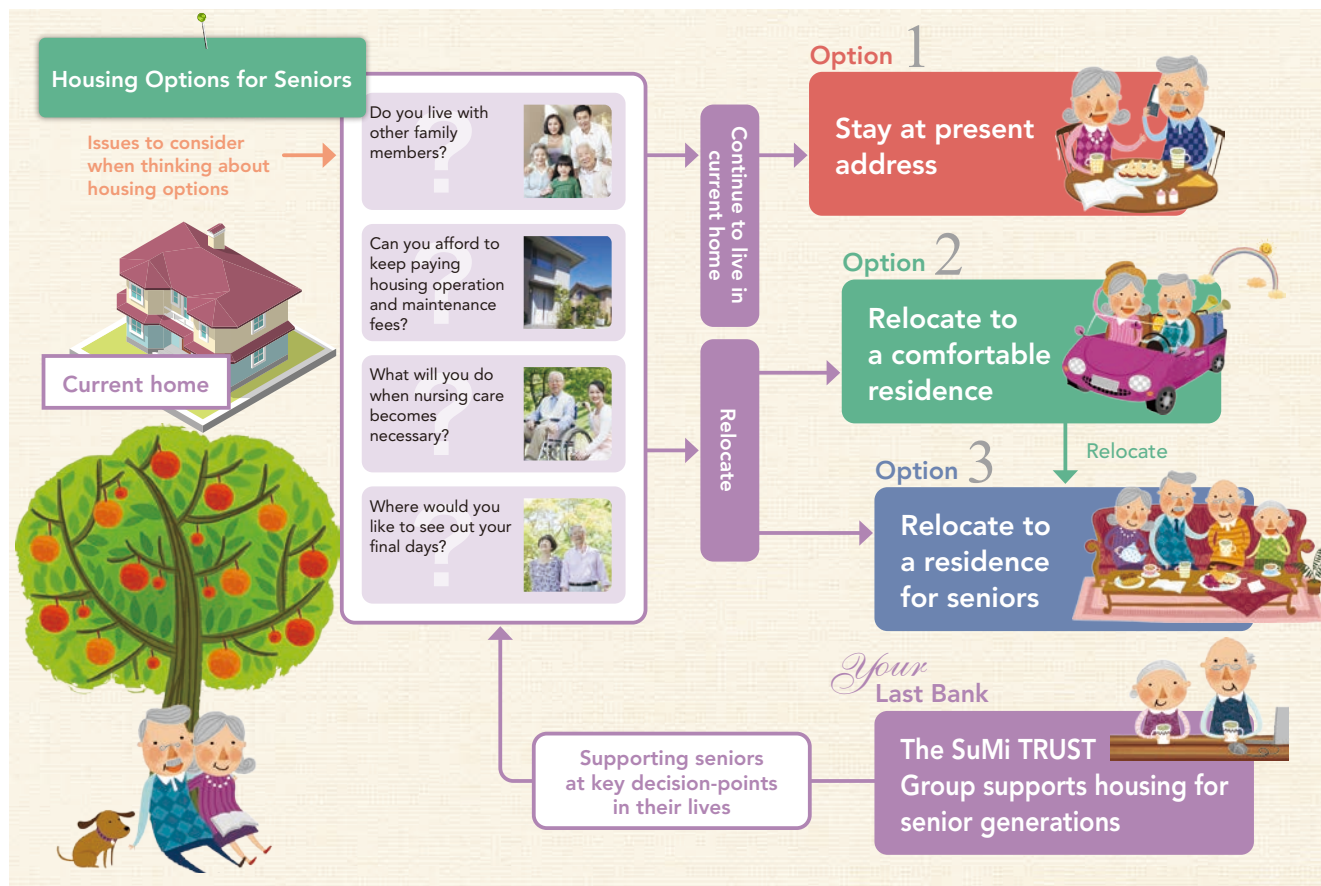 Housing Options for Seniors
Issues to consider
when thinking about
housing options
Current home
Do you live with
other family
members?
Can you afford to
keep paying
housing operation
and maintenance
fees?
What will you do
when nursing care
becomes
necessary?
Where would you
like to see out your
final days?
Continue to live in
current home
Relocate
Option 1
Stay at present
address
Option 2
Relocate to
a comfortable
residence
Relocate
Option 3
Relocate to
a residence
for seniors
Your
Last Bank
The SuMi TRUST
Group supports housing for
senior generations
Supporting seniors
at key decision-points
in their lives